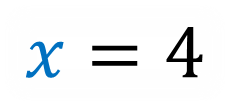 x = 4